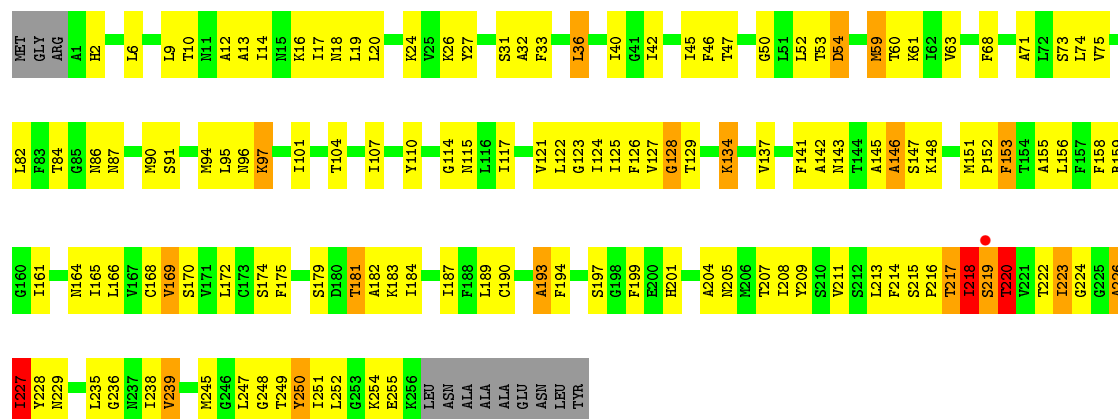 MET GLY ARG A1 H2 L6 L9 T10 N11 A12 A13 I14 N15 K16 I17 N18 L19 L20 K24 V25 K26 Y27 S31 A32 F33 L36 I40 G41 I42 I45 F46 T47 G50 L51 L52 T53 D54 M59 T60 K61 I62 V63 F68 A71 L72 S73 L74 V75
L82 F83 T84 G85 N86 N87 M90 S91 M94 L95 N96 K97 I101 T104 I107 Y110 G114 N115 L116 I117 V121 L122 G123 I124 I125 F126 V127 G128 T129 K134 V137 F141 A142 N143 T144 A145 A146 S147 K148 M151 P152 F153 T154 A155 L156 F157 F158 P159
G160 I161 N164 I165 L166 V167 C168 V169 S170 V171 L172 C173 S174 F175 S179 D180 T181 A182 K183 I184 I187 F188 L189 C190 A193 F194 S197 G198 F199 E200 H201 A204 N205 M206 T207 I208 Y209 S210 V211 S212 L213 F214 S215 P216 T217 I218 S219 T220 V221 T222 I223 G224 G225 A226
I227 Y228 N229 L235 G236 N237 I238 V239 M245 G246 L247 G248 T249 Y250 I251 L252 G253 K254 E255 K256 LEU ASN ALA ALA ALA GLU ASN LEU TYR